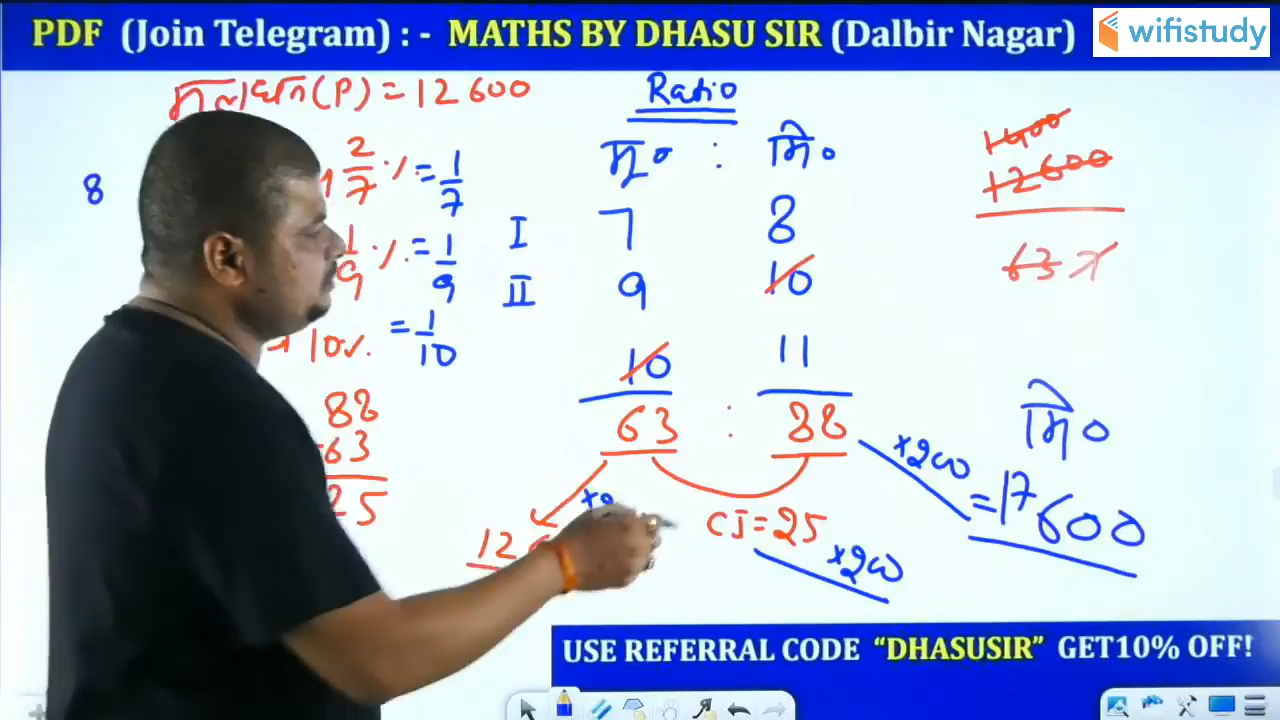 PDF (Join Telegram) : - MATHS BY DHASU SIR (Dalbir Nagar)
wifistudy
मूलधन (P) = 12600
Ratio
मू० : मि०
1400
12600
63 x
8
2/7 % = 1/7
I 7 8
1/9 % = 1/9
II 9 10
10%. = 1/10
10 11
63 : 88
88
63
25
×200
मि०
= 17600
12
CI = 25
×200
USE REFERRAL CODE “DHASUSIR” GET10% OFF!